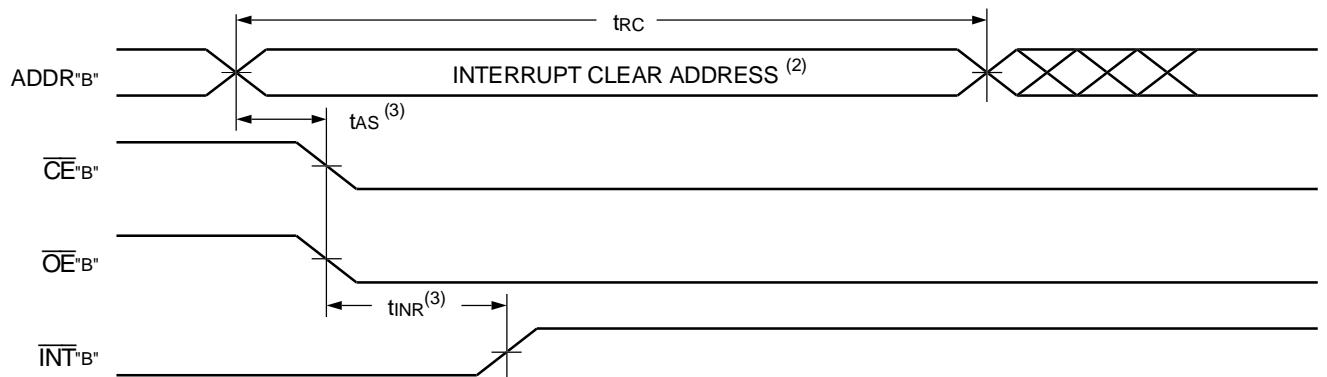 tRC
ADDR"B"
INTERRUPT CLEAR ADDRESS (2)
tAS (3)
CE"B"
OE"B"
tINR(3)
INT"B"